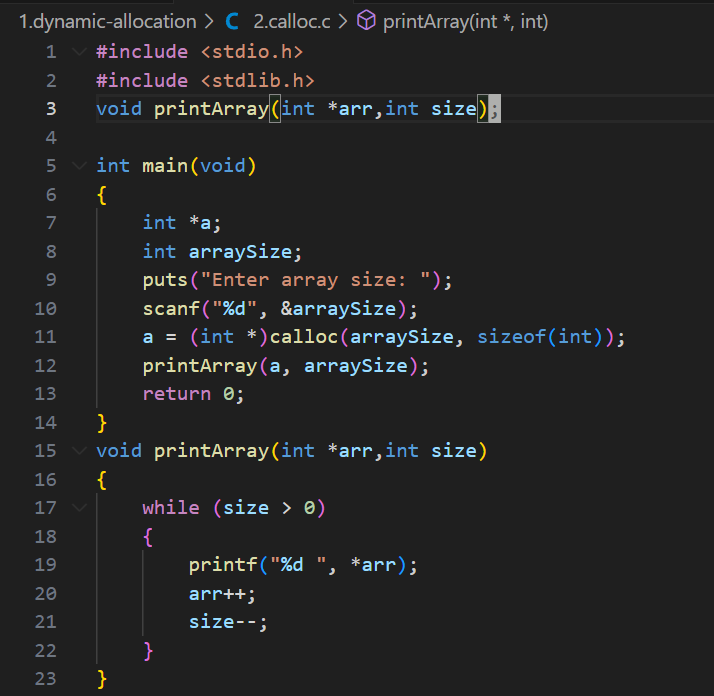 1.dynamic-allocation > C 2.calloc.c > printArray(int *, int)
1 #include <stdio.h>
2 #include <stdlib.h>
3 void printArray(int *arr,int size);
4
5 int main(void)
6 {
7     int *a;
8     int arraySize;
9     puts("Enter array size: ");
10     scanf("%d", &arraySize);
11     a = (int *)calloc(arraySize, sizeof(int));
12     printArray(a, arraySize);
13     return 0;
14 }
15 void printArray(int *arr,int size)
16 {
17     while (size > 0)
18     {
19         printf("%d ", *arr);
20         arr++;
21         size--;
22     }
23 }